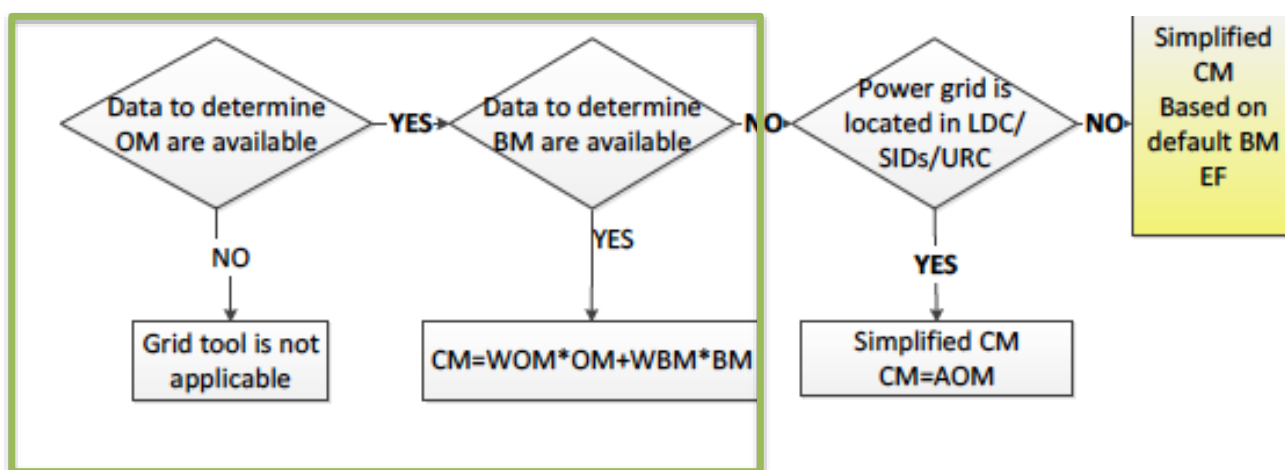 Data to determine
OM are available
YES
Data to determine
BM are available
NO
Power grid is
located in LDC/
SIDs/URC
NO
Simplified
CM
Based on
default BM
EF
NO
YES
YES
Grid tool is not
applicable
CM=WOM*OM+WBM*BM
Simplified CM
CM=AOM